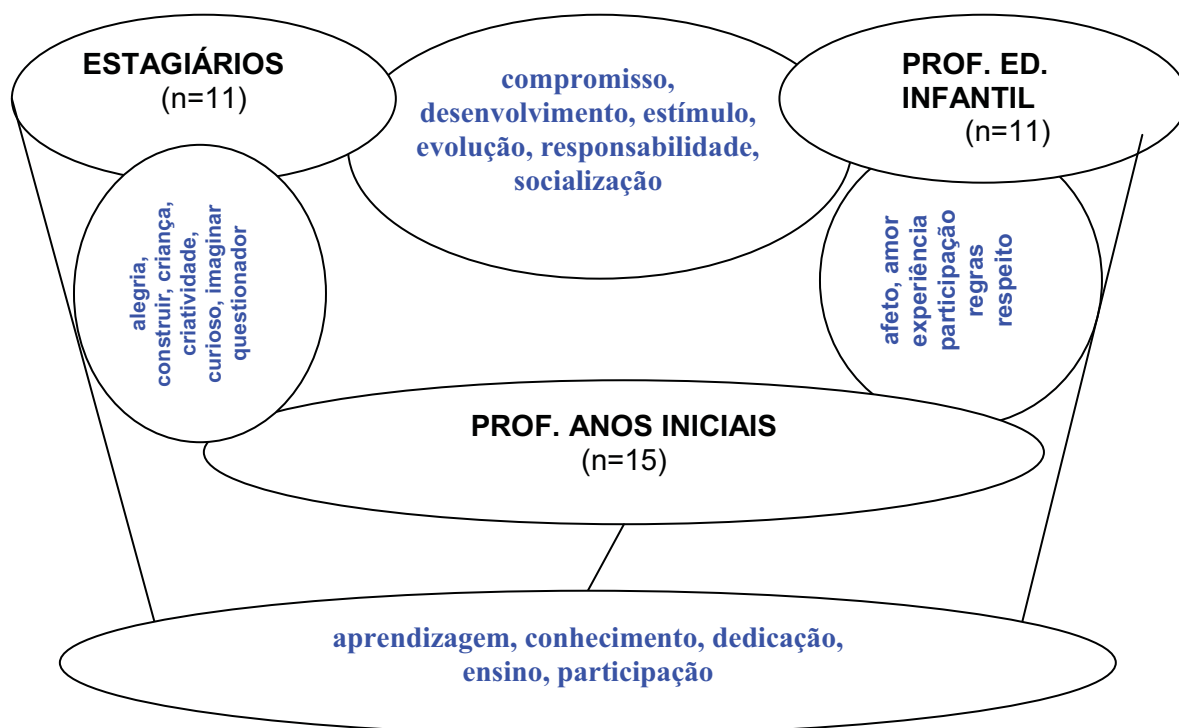 ESTAGIÁRIOS
(n=11)
compromisso,
desenvolvimento, estímulo,
evolução, responsabilidade,
socialização
PROF. ED.
INFANTIL
(n=11)
alegria,
construir, criança,
criatividade,
curioso, imaginar
questionador
afeto, amor
experiência
participação
regras
respeito
PROF. ANOS INICIAIS
(n=15)
aprendizagem, conhecimento, dedicação,
ensino, participação